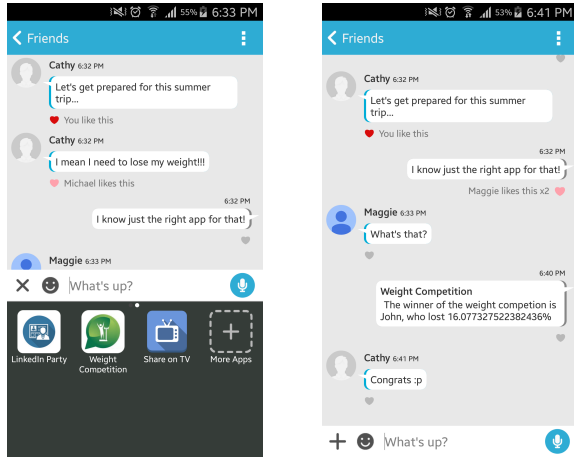 55% 6:33 PM
Friends
Cathy 6:32 PM
Let's get prepared for this summer
trip...
You like this
Cathy 6:32 PM
I mean I need to lose my weight!!!
Michael likes this
6:32 PM
I know just the right app for that!
Maggie 6:33 PM
What's up?
LinkedIn Party
Weight
Competition
Share on TV
More Apps
53% 6:41 PM
Friends
Cathy 6:32 PM
Let's get prepared for this summer
trip...
You like this
6:32 PM
I know just the right app for that!
Maggie likes this x2
Maggie 6:33 PM
What's that?
6:40 PM
Weight Competition
The winner of the weight competion is
John, who lost 16.077327522382436%
Cathy 6:41 PM
Congrats :p
What's up?